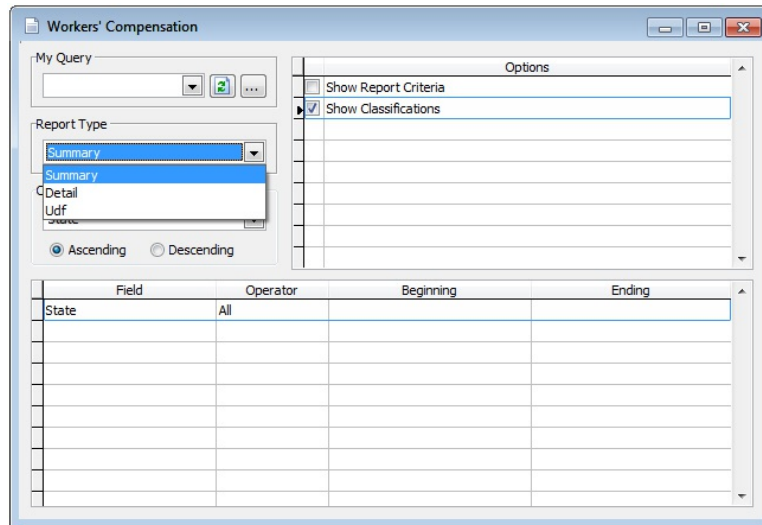 Workers' Compensation
My Query
...
Report Type
Summary
Summary
Detail
Udf
State
Ascending
Descending
Options
Show Report Criteria
Show Classifications
Field Operator Beginning Ending
State All